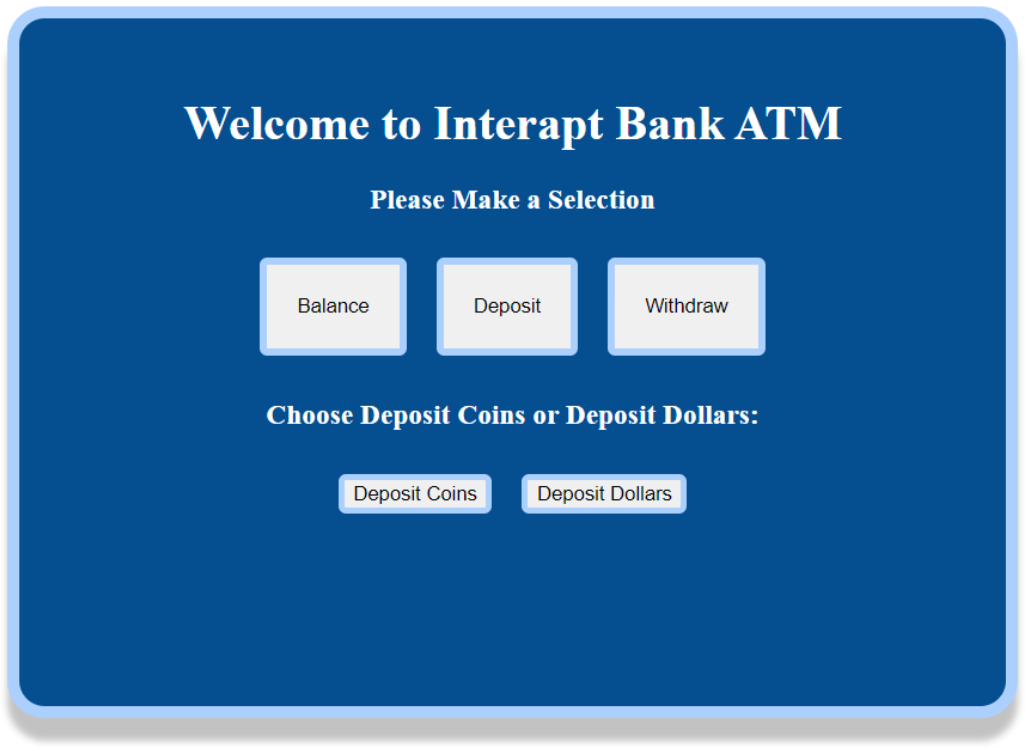 Welcome to Interapt Bank ATM
Please Make a Selection
Balance Deposit Withdraw
Choose Deposit Coins or Deposit Dollars:
Deposit Coins Deposit Dollars